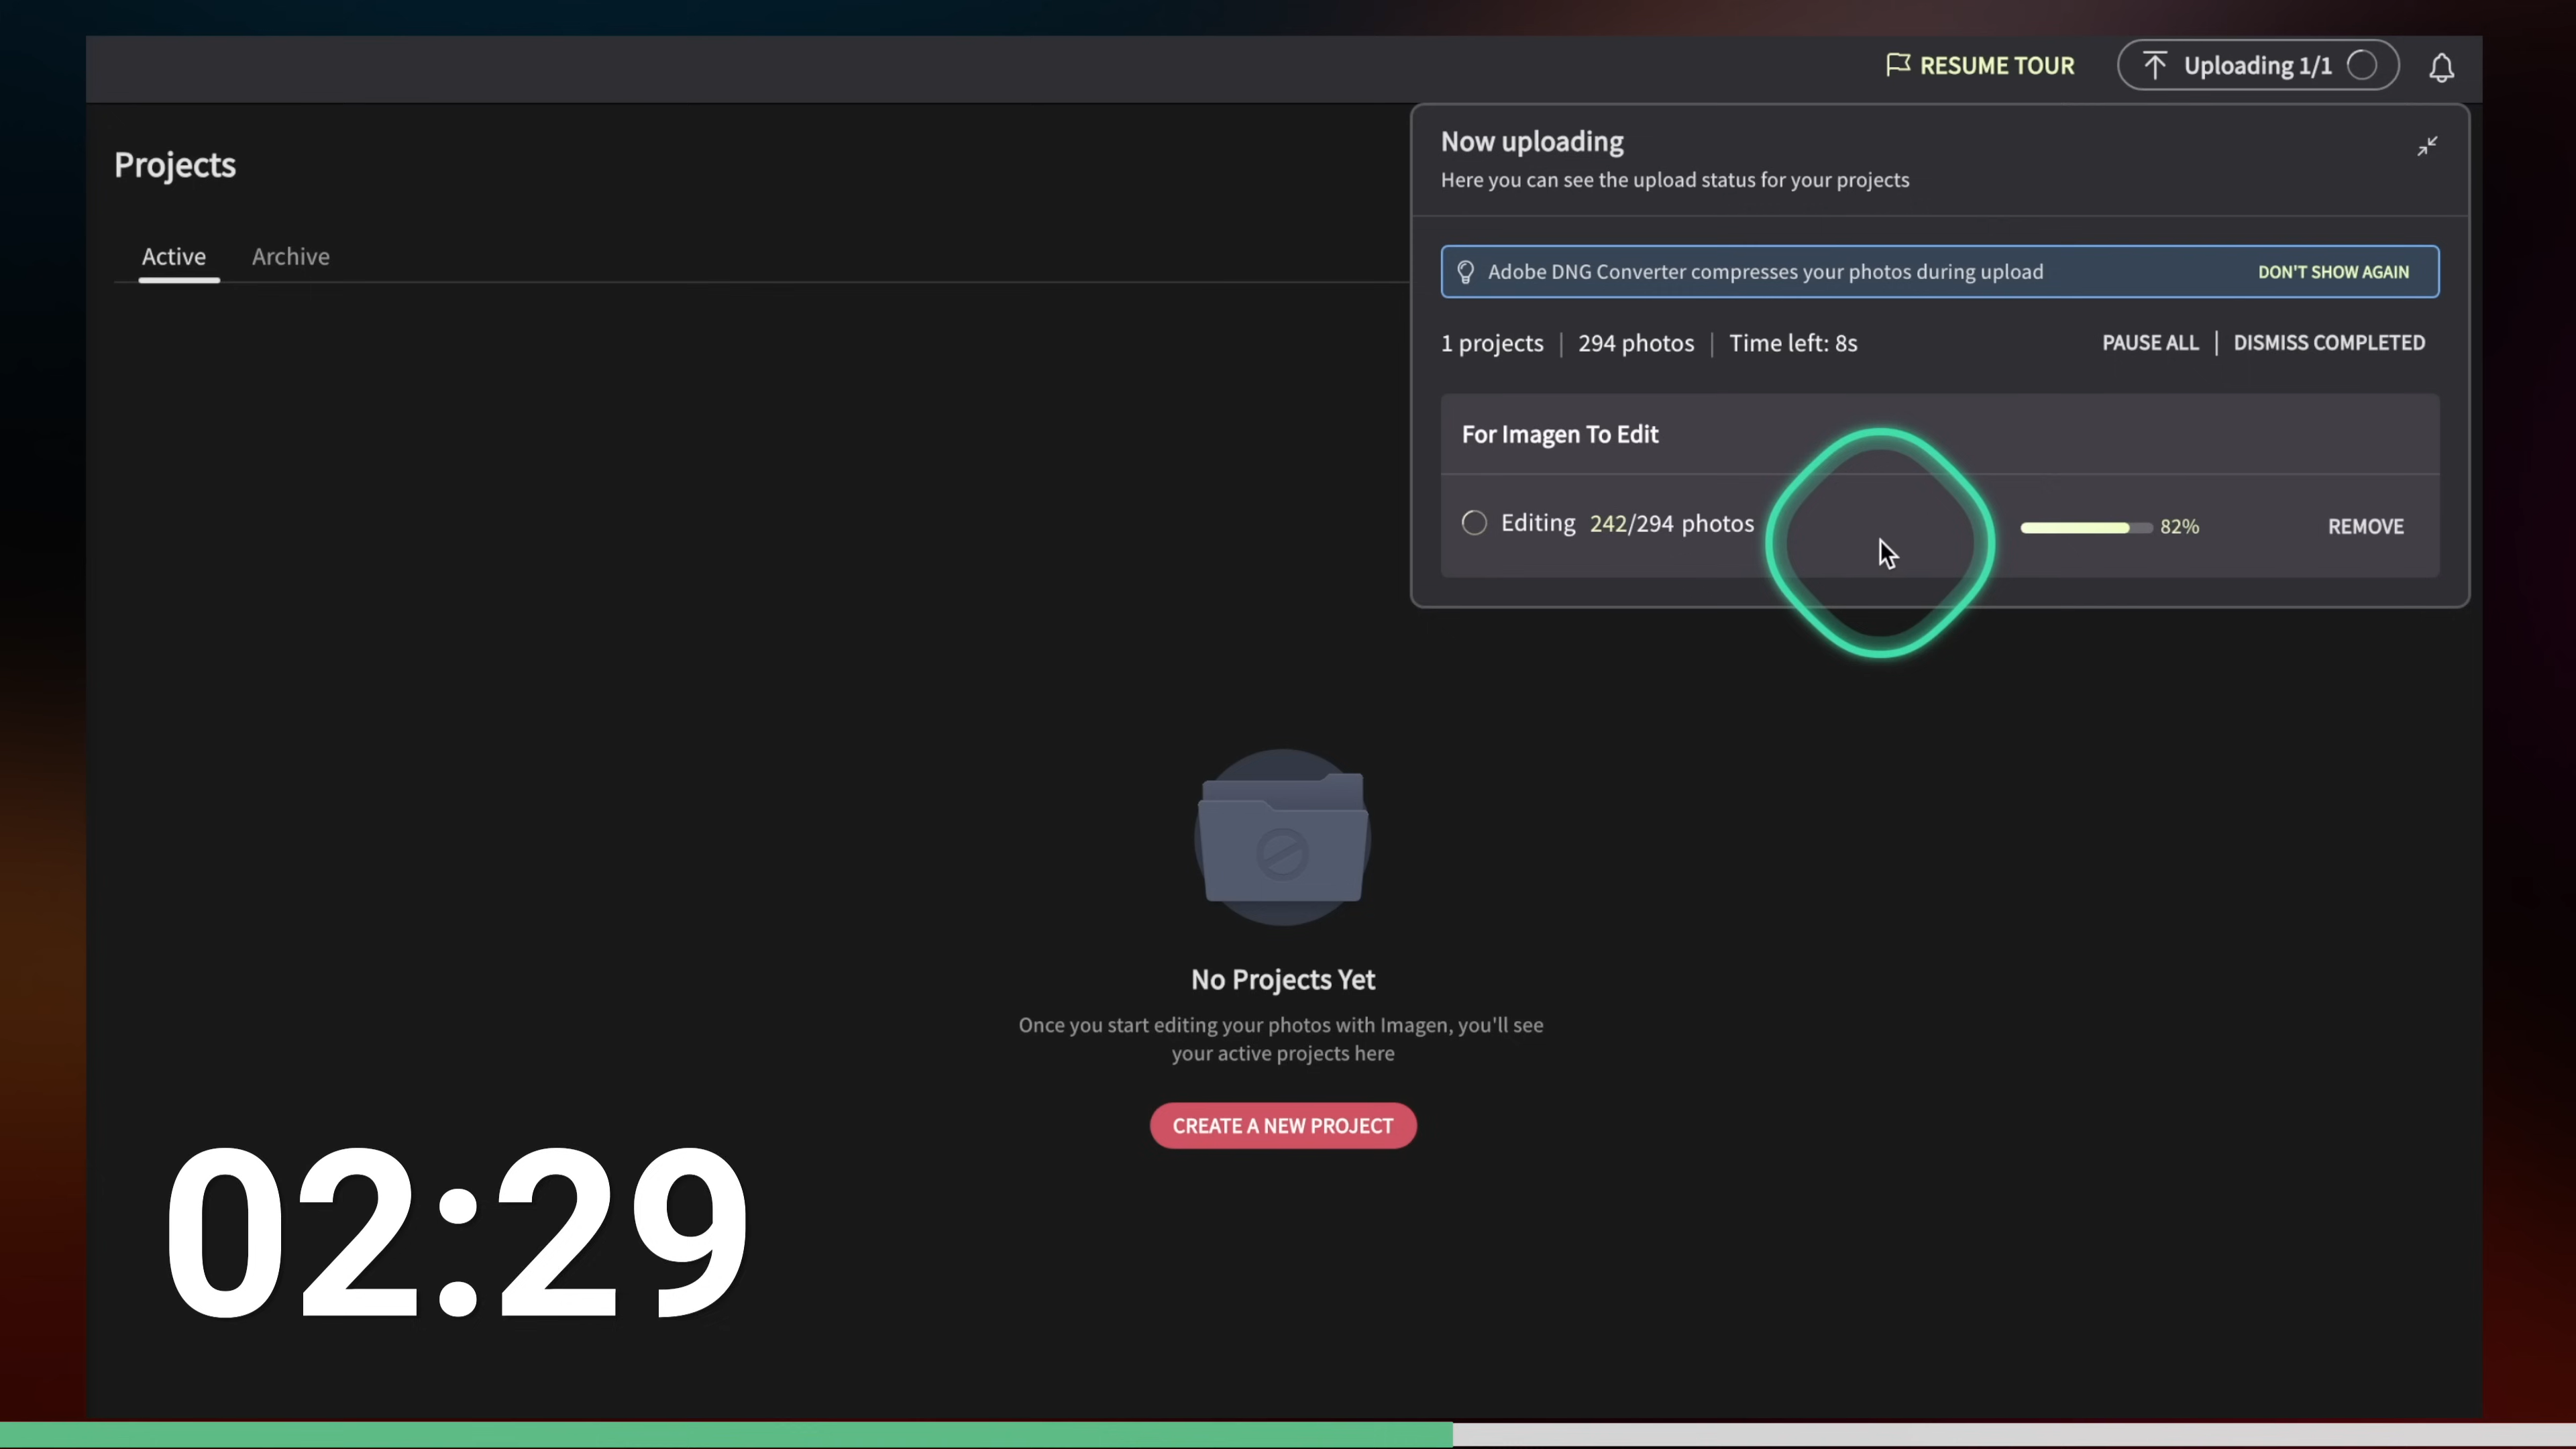 RESUME TOUR
Uploading 1/1
Projects
Active
Archive
Now uploading
Here you can see the upload status for your projects
Adobe DNG Converter compresses your photos during upload
DON'T SHOW AGAIN
1 projects | 294 photos | Time left: 8s
PAUSE ALL | DISMISS COMPLETED
For Imagen To Edit
Editing 242/294 photos
82%
REMOVE
No Projects Yet
Once you start editing your photos with Imagen, you'll see
your active projects here
CREATE A NEW PROJECT
02:29